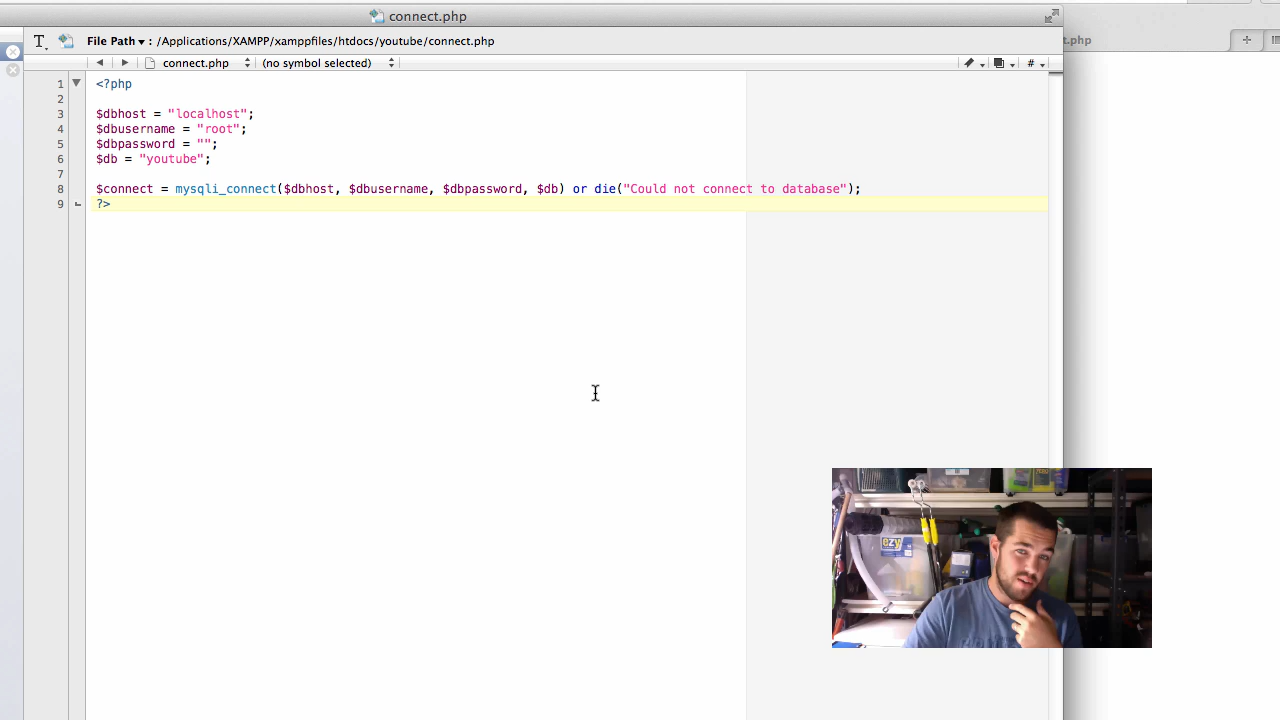 connect.php
T. File Path ▾ : /Applications/XAMPP/xamppfiles/htdocs/youtube/connect.php
.php
connect.php (no symbol selected) #
1 <?php
2
3 $dbhost = "localhost";
4 $dbusername = "root";
5 $dbpassword = "";
6 $db = "youtube";
7
8 $connect = mysqli_connect($dbhost, $dbusername, $dbpassword, $db) or die("Could not connect to database");
9 ?>
ezy